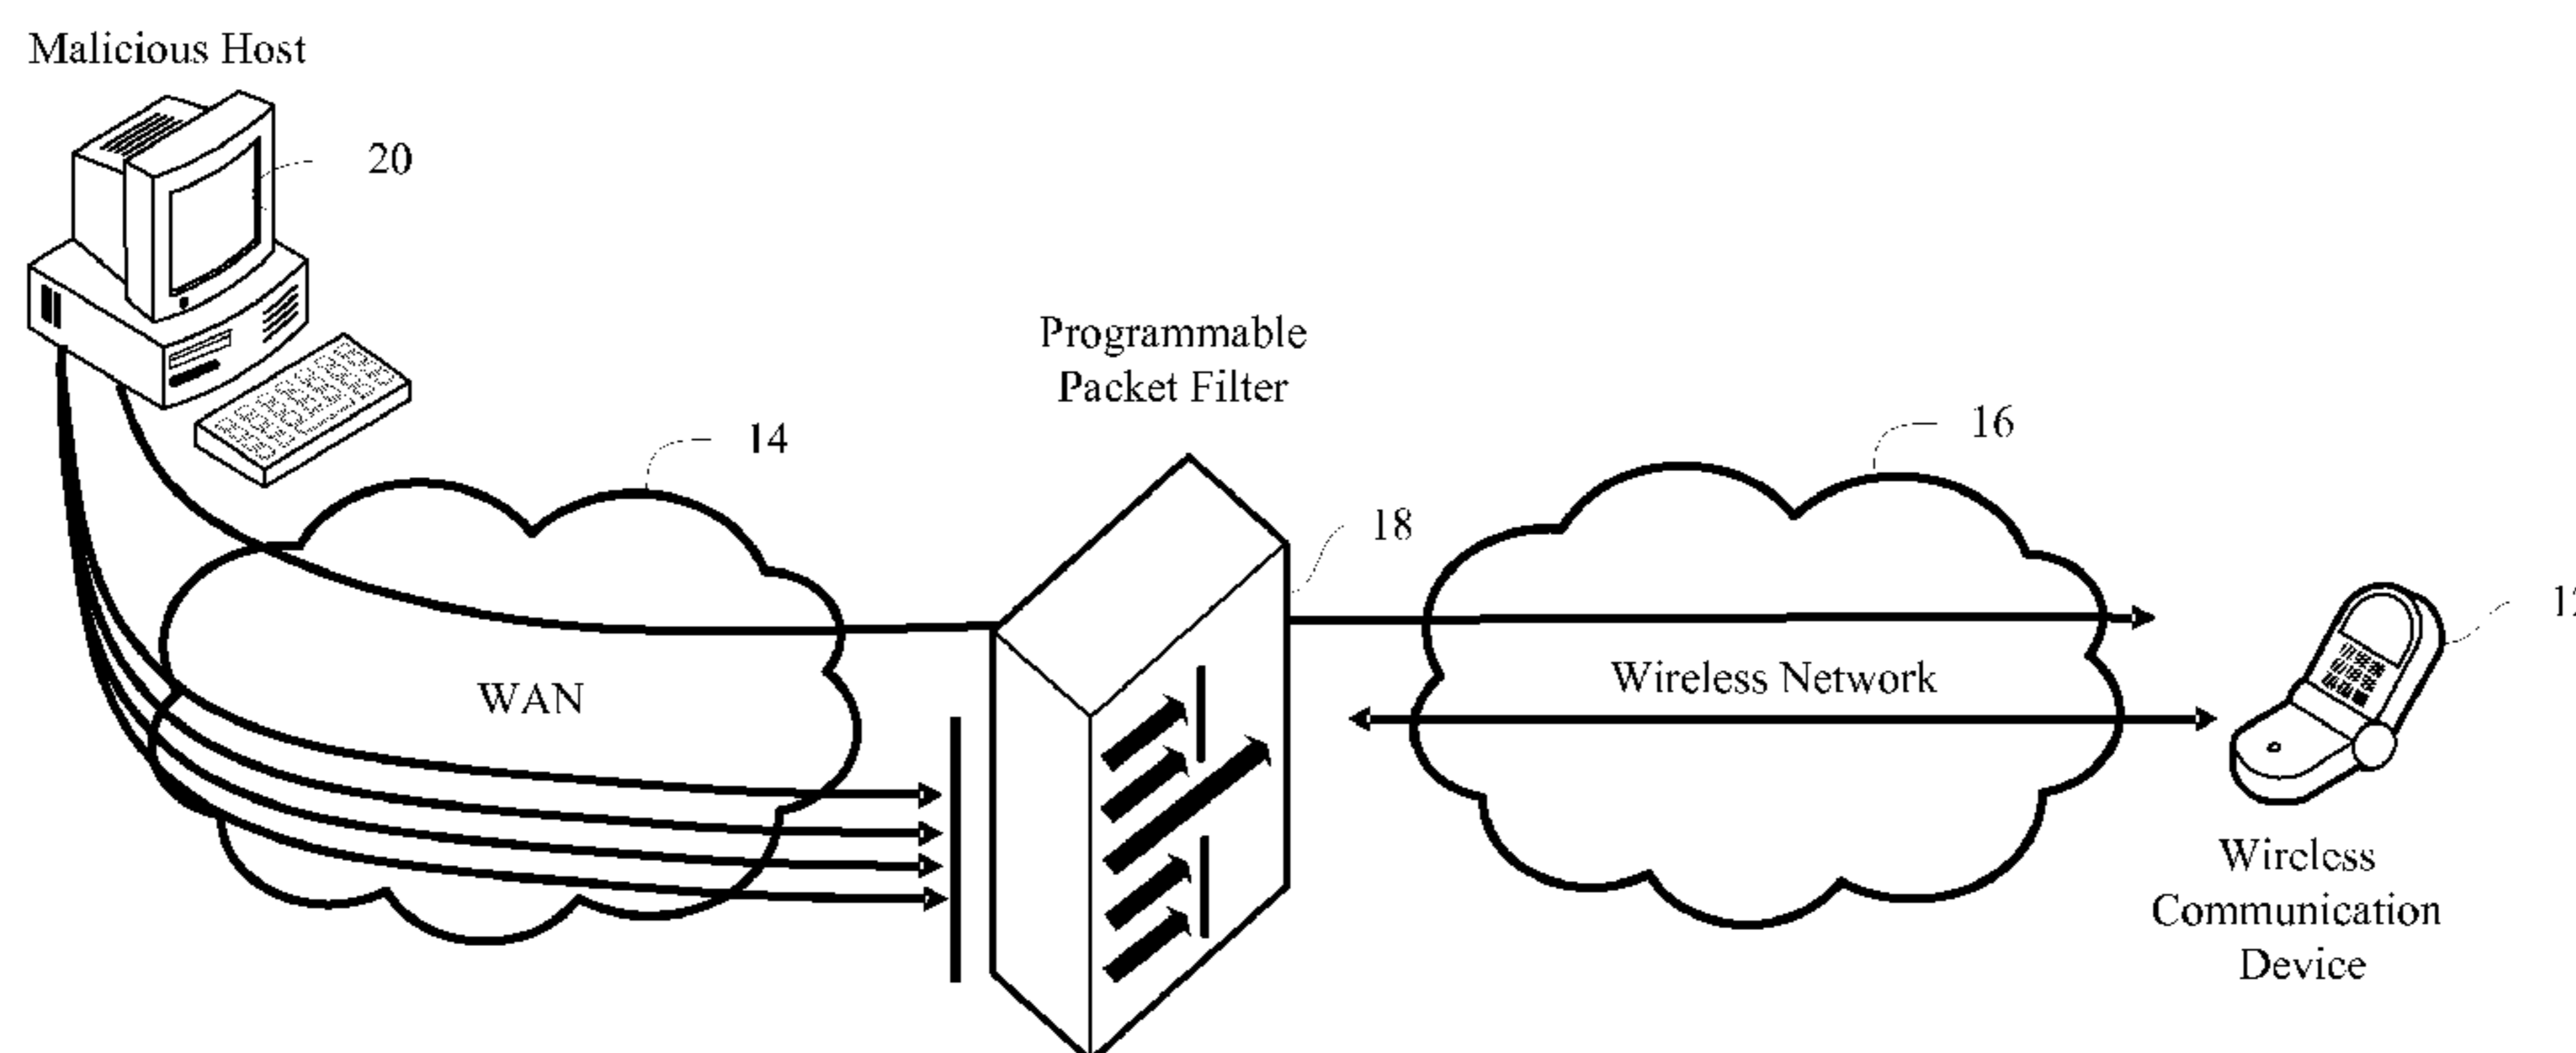 Malicious Host
20
Programmable
Packet Filter
14
16
18
WAN
Wireless Network
Wireless
Communication
Device